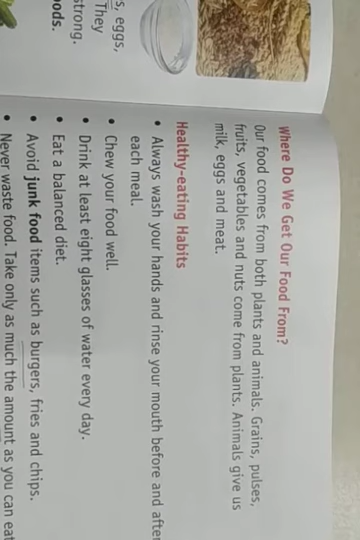 s, eggs,
They
strong.
oods.
Where Do We Get Our Food From?
Our food comes from both plants and animals. Grains, pulses,
fruits, vegetables and nuts come from plants. Animals give us
milk, eggs and meat.
Healthy-eating Habits
• Always wash your hands and rinse your mouth before and after
each meal.
• Chew your food well.
• Drink at least eight glasses of water every day.
• Eat a balanced diet.
• Avoid junk food items such as burgers, fries and chips.
• Never waste food. Take only as much the amount as you can eat